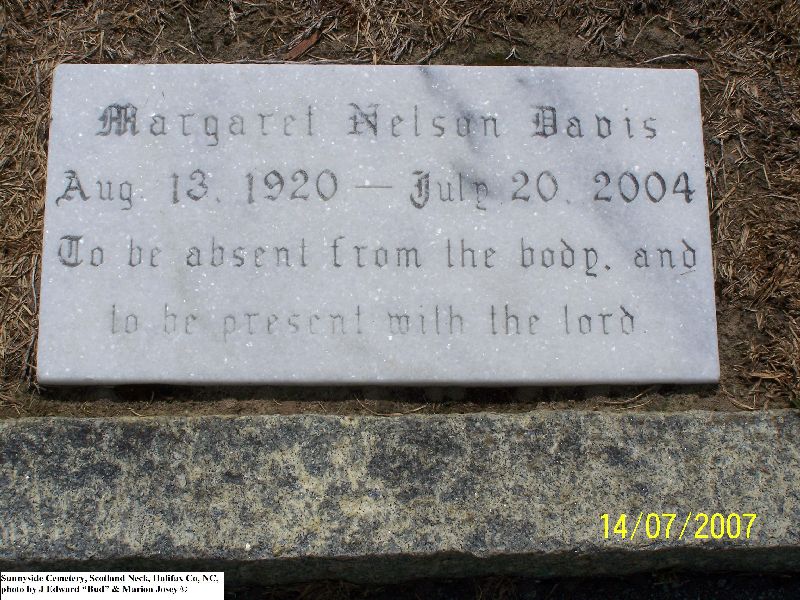 Margaret Nelson Davis
Aug 13, 1920 — July 20, 2004
To be absent from the body, and
to be present with the lord.
14/07/2007
Sunnyside Cemetery, Scotland Neck, Halifax Co, NC,
photo by J Edward "Bud" & Marion Josey